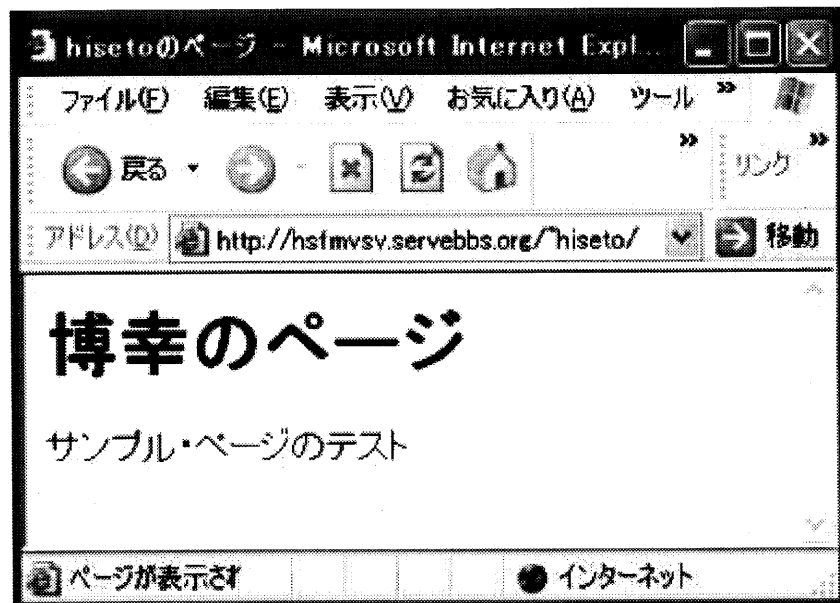 hisetoのページ - Microsoft Internet Expl...
ファイル(F) 編集(E) 表示(V) お気に入り(A) ツール »
戻る » リンク »
アドレス(D) http://hsfmvsv.servebbs.org/~hiseto/ 移動
博幸のページ
サンプル・ページのテスト
ページが表示さ インターネット